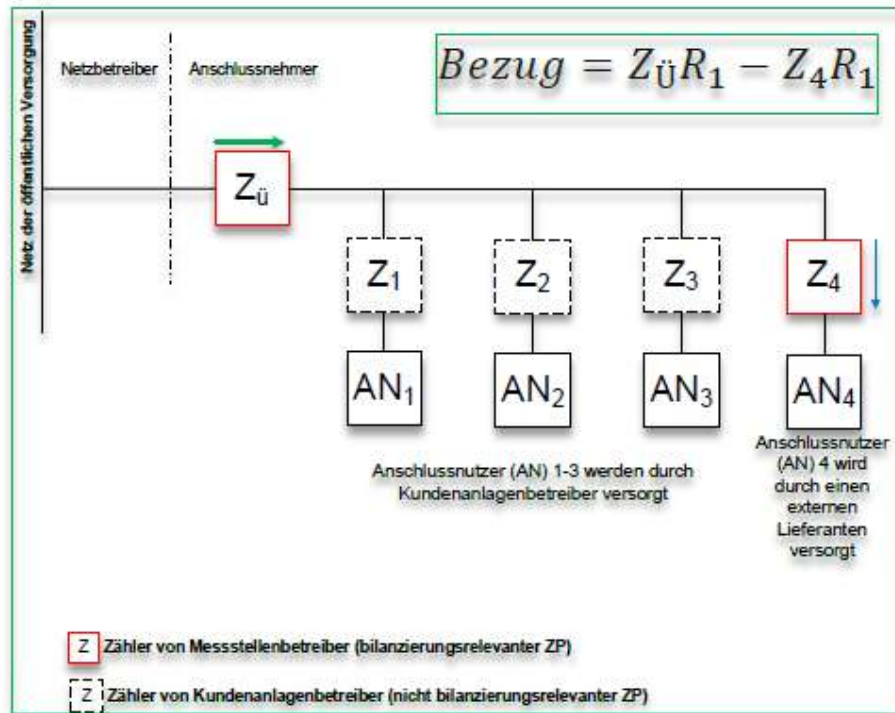 Netz der öffentlichen Versorgung
Netzbetreiber
Anschlussnehmer
Bezug = ZÜR₁ − Z₄R₁
Zü
Z₁
Z₂
Z₃
Z₄
AN₁
AN₂
AN₃
AN₄
Anschlussnutzer (AN) 1-3 werden durch
Kundenanlagenbetreiber versorgt
Anschlussnutzer
(AN) 4 wird
durch einen
externen
Lieferanten
versorgt
Z Zähler von Messstellenbetreiber (bilanzierungsrelevanter ZP)
Z Zähler von Kundenanlagenbetreiber (nicht bilanzierungsrelevanter ZP)